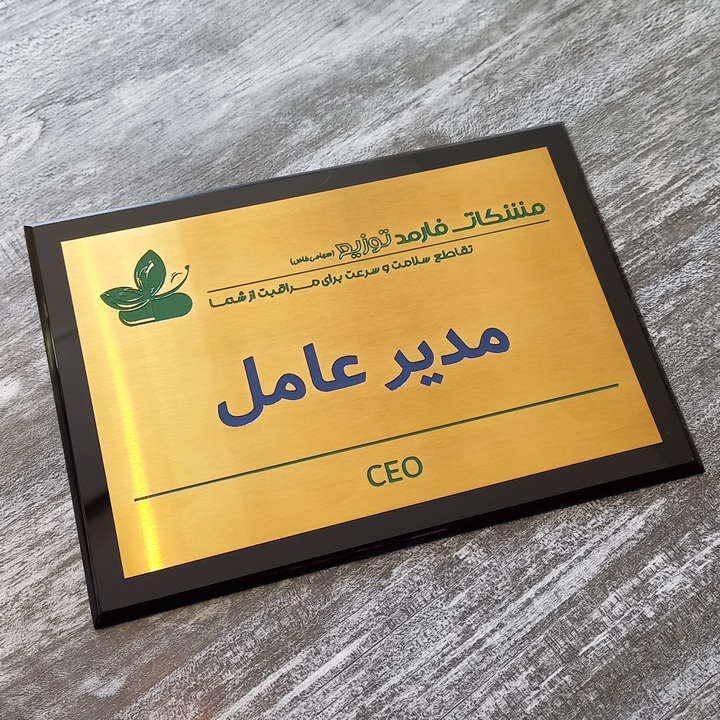 مشکات فارمد توزیع (سهامی خاص)
تقاطع سلامت و سرعت برای مراقبت از شما
مدیر عامل
CEO